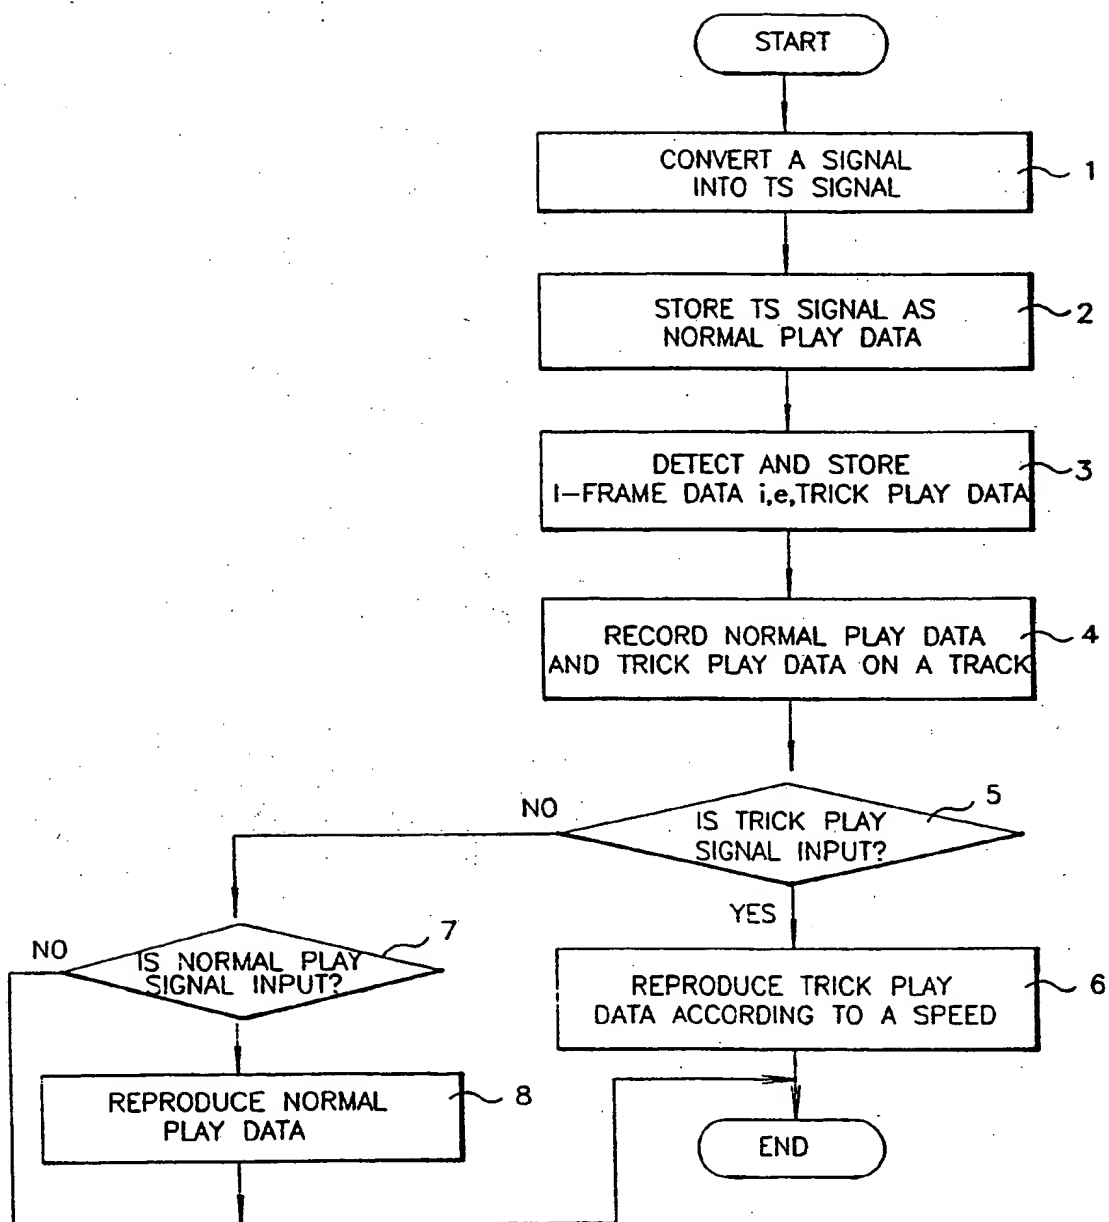 START
CONVERT A SIGNAL
INTO TS SIGNAL
1
STORE TS SIGNAL AS
NORMAL PLAY DATA
2
DETECT AND STORE
I-FRAME DATA i,e,TRICK PLAY DATA
3
RECORD NORMAL PLAY DATA
AND TRICK PLAY DATA ON A TRACK
4
IS TRICK PLAY
SIGNAL INPUT?
5
NO
YES
REPRODUCE TRICK PLAY
DATA ACCORDING TO A SPEED
6
IS NORMAL PLAY
SIGNAL INPUT?
7
NO
REPRODUCE NORMAL
PLAY DATA
8
END